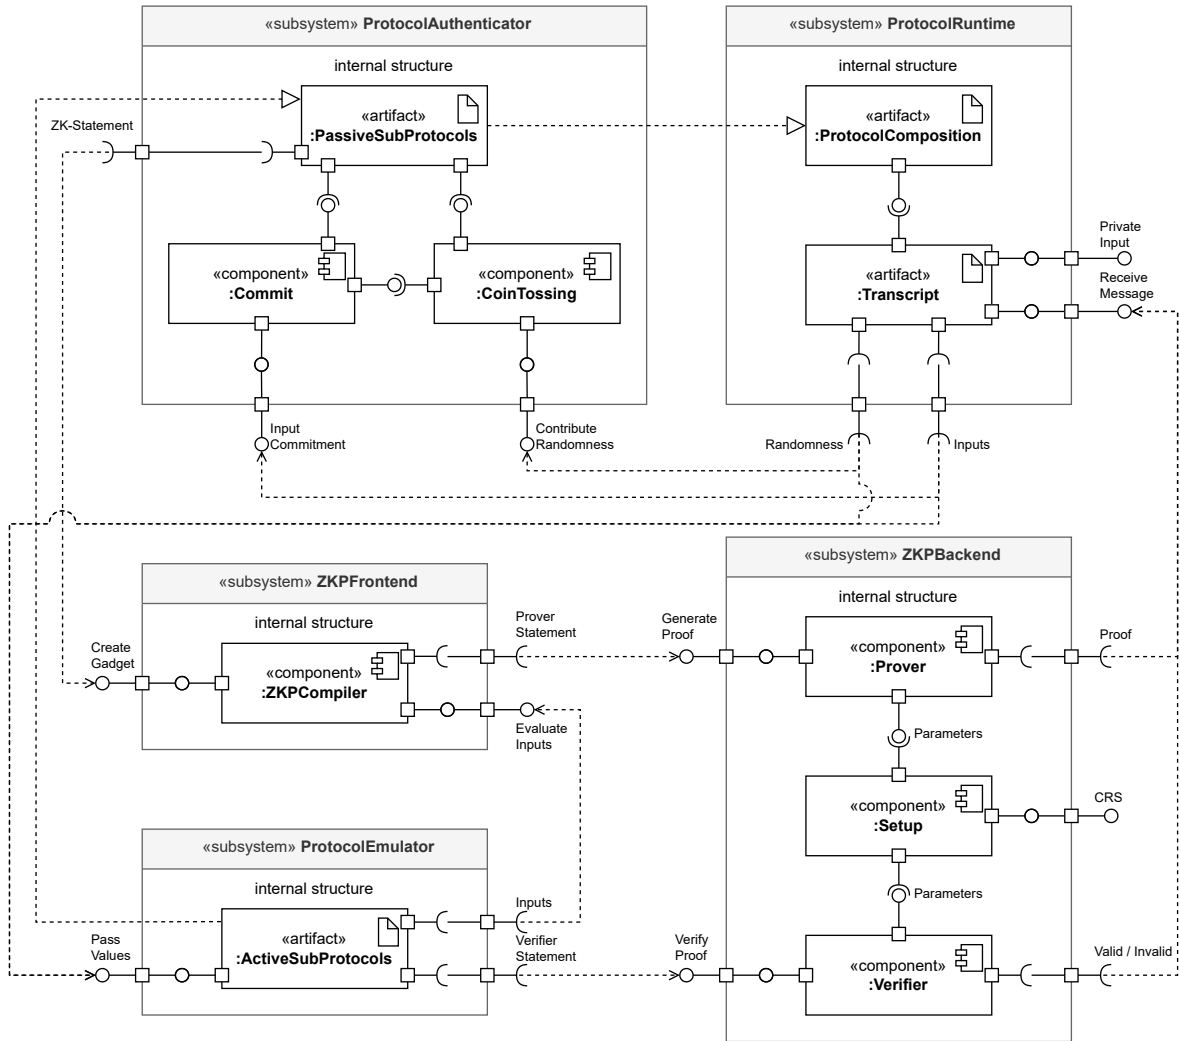 «subsystem» ProtocolAuthenticator
internal structure
ZK-Statement
«artifact»
:PassiveSubProtocols
«component»
:Commit
«component»
:CoinTossing
Input
Commitment
Contribute
Randomness
«subsystem» ProtocolRuntime
internal structure
«artifact»
:ProtocolComposition
«artifact»
:Transcript
Private
Input
Receive
Message
Randomness
Inputs
«subsystem» ZKPFrontend
internal structure
Create
Gadget
«component»
:ZKPCompiler
Prover
Statement
Evaluate
Inputs
«subsystem» ZKPBackend
internal structure
Generate
Proof
«component»
:Prover
Proof
Parameters
«component»
:Setup
CRS
Parameters
Verify
Proof
«component»
:Verifier
Valid / Invalid
«subsystem» ProtocolEmulator
internal structure
Pass
Values
«artifact»
:ActiveSubProtocols
Inputs
Verifier
Statement